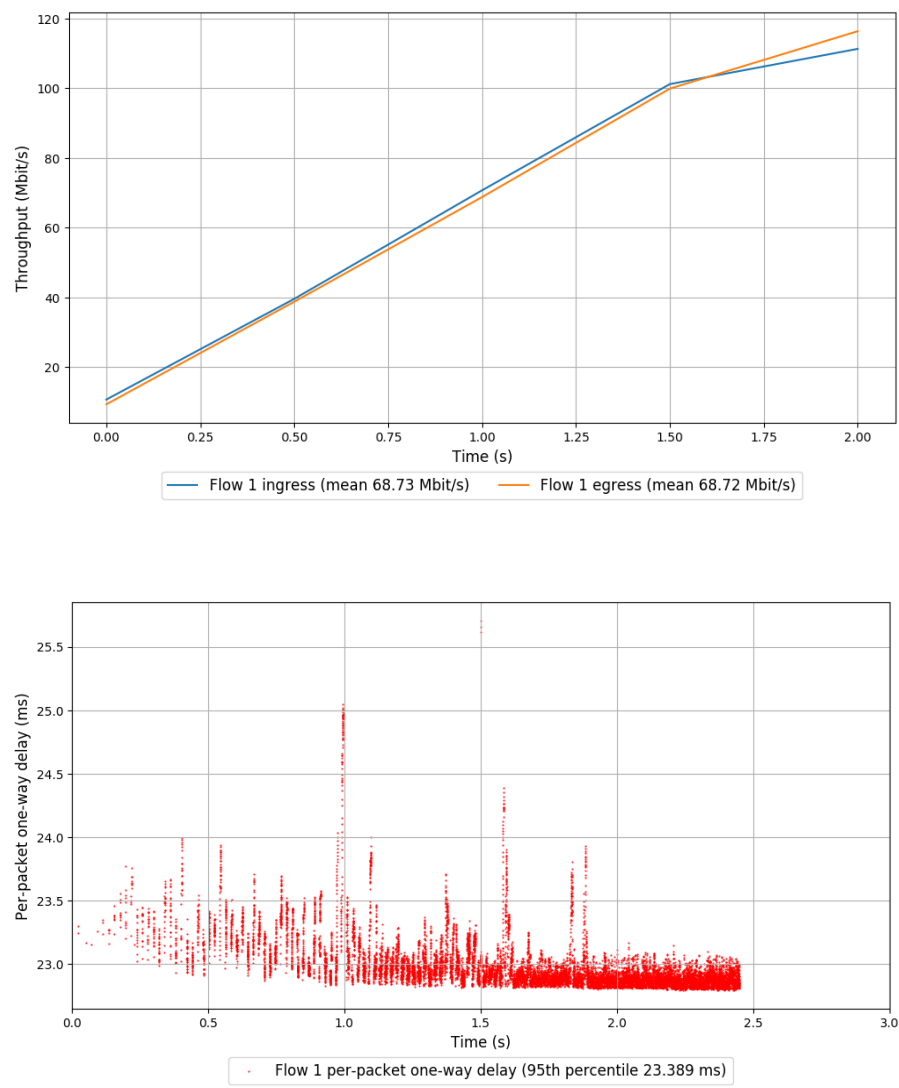 120
100
80
60
40
20
Throughput (Mbit/s)
0.00 0.25 0.50 0.75 1.00 1.25 1.50 1.75 2.00
Time (s)
Flow 1 ingress (mean 68.73 Mbit/s) Flow 1 egress (mean 68.72 Mbit/s)
25.5
25.0
24.5
24.0
23.5
23.0
Per-packet one-way delay (ms)
0.0 0.5 1.0 1.5 2.0 2.5 3.0
Time (s)
Flow 1 per-packet one-way delay (95th percentile 23.389 ms)